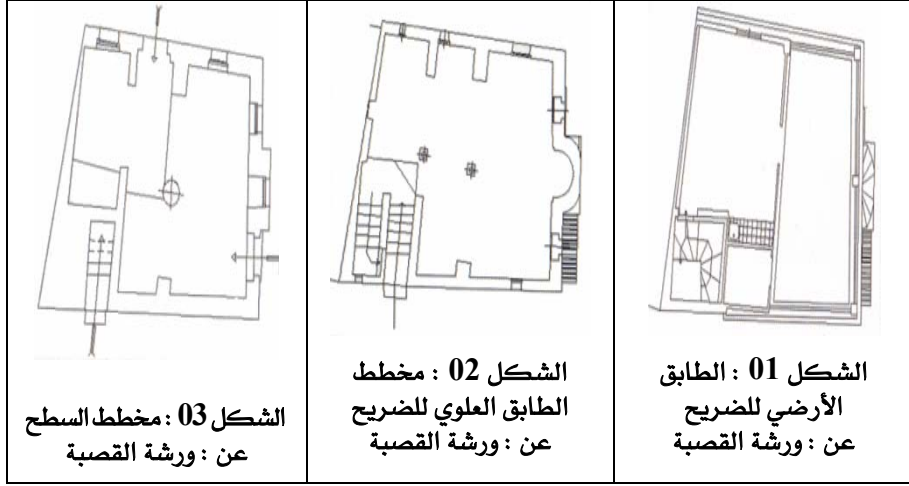 الشكل 01 : الطابق
الأرضي للضريح
عن : ورشة القصبة
الشكل 02 : مخطط
الطابق العلوي للضريح
عن : ورشة القصبة
الشكل 03 : مخطط السطح
عن : ورشة القصبة